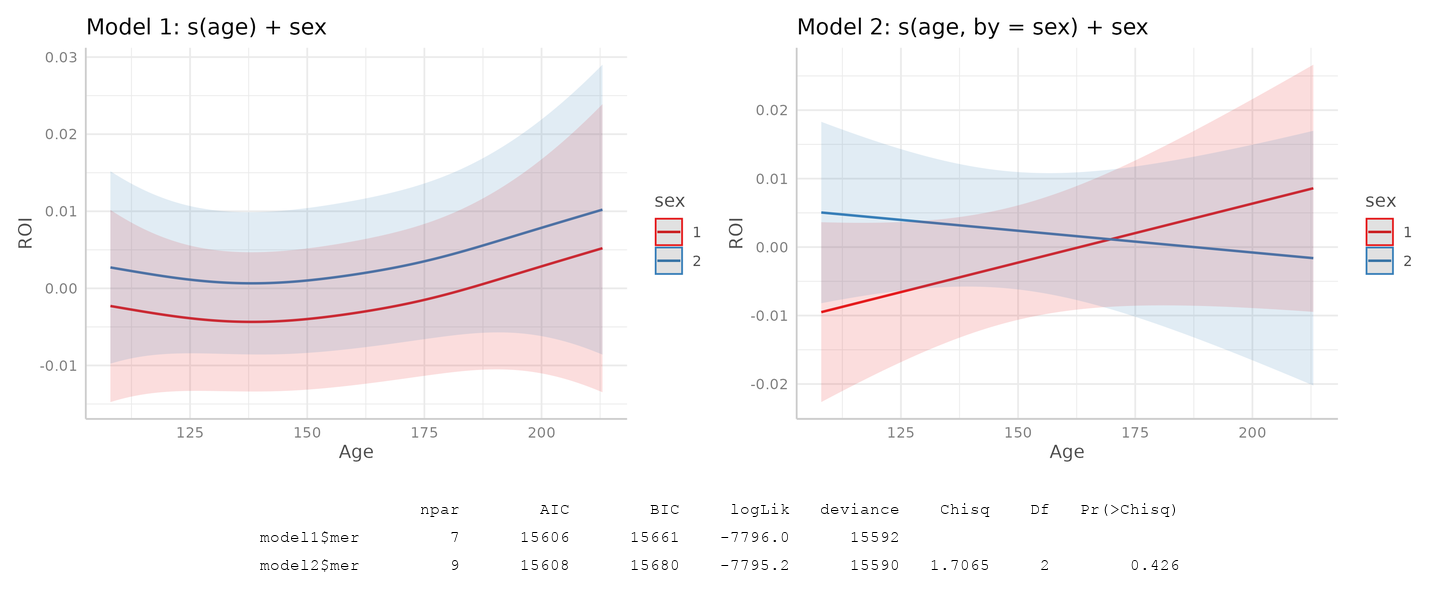 Model 1: s(age) + sex
0.03
0.02
0.01
0.00
-0.01
ROI
125 150 175 200
Age
sex
1
2
Model 2: s(age, by = sex) + sex
0.02
0.01
0.00
-0.01
-0.02
ROI
125 150 175 200
Age
sex
1
2
npar AIC BIC logLik deviance Chisq Df Pr(>Chisq)
model1$mer 7 15606 15661 -7796.0 15592
model2$mer 9 15608 15680 -7795.2 15590 1.7065 2 0.426